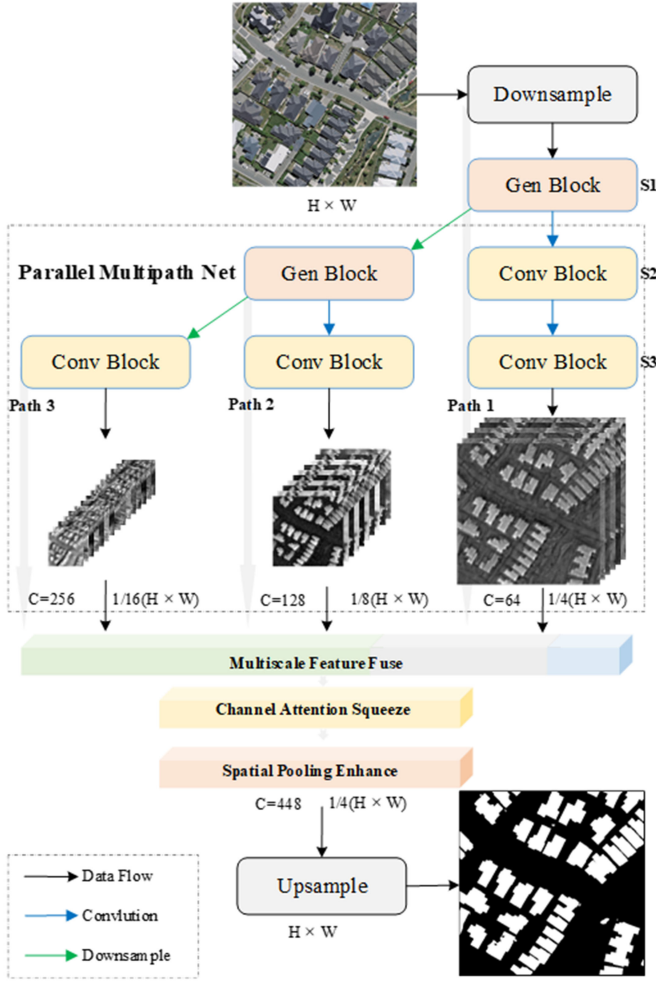 Downsample
Gen Block S1
H × W
Parallel Multipath Net
Gen Block
Conv Block S2
Conv Block
Conv Block
Conv Block S3
Path 3
Path 2
Path 1
C=256 1/16(H × W)
C=128 1/8(H × W)
C=64 1/4(H × W)
Multiscale Feature Fuse
Channel Attention Squeeze
Spatial Pooling Enhance
C=448 1/4(H × W)
Upsample
H × W
Data Flow
Convlution
Downsample